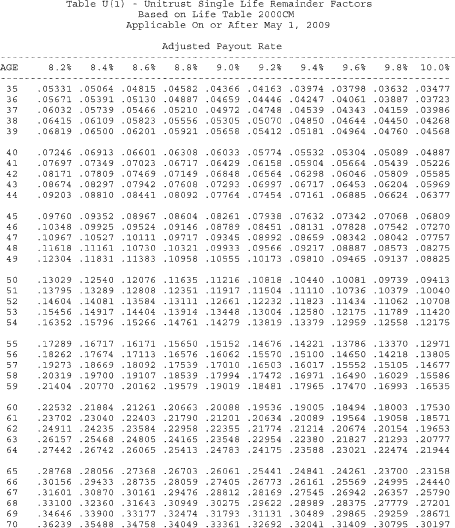 Table U(1) - Unitrust Single Life Remainder Factors
Based on Life Table 2000CM
Applicable On or After May 1, 2009
Adjusted Payout Rate
AGE 8.2% 8.4% 8.6% 8.8% 9.0% 9.2% 9.4% 9.6% 9.8% 10.0%
35 .05331 .05064 .04815 .04582 .04366 .04163 .03974 .03798 .03632 .03477
36 .05671 .05391 .05130 .04887 .04659 .04446 .04247 .04061 .03887 .03723
37 .06032 .05739 .05466 .05210 .04972 .04748 .04539 .04343 .04159 .03986
38 .06415 .06109 .05823 .05556 .05305 .05070 .04850 .04644 .04450 .04268
39 .06819 .06500 .06201 .05921 .05658 .05412 .05181 .04964 .04760 .04568
40 .07246 .06913 .06601 .06308 .06033 .05774 .05532 .05304 .05089 .04887
41 .07697 .07349 .07023 .06717 .06429 .06158 .05904 .05664 .05439 .05226
42 .08171 .07809 .07469 .07149 .06848 .06564 .06298 .06046 .05809 .05585
43 .08674 .08297 .07942 .07608 .07293 .06997 .06717 .06453 .06204 .05969
44 .09203 .08810 .08441 .08092 .07764 .07454 .07161 .06885 .06624 .06377
45 .09760 .09352 .08967 .08604 .08261 .07938 .07632 .07342 .07068 .06809
46 .10348 .09925 .09524 .09146 .08789 .08451 .08131 .07828 .07542 .07270
47 .10967 .10527 .10111 .09717 .09345 .08992 .08659 .08342 .08042 .07757
48 .11618 .11161 .10730 .10321 .09933 .09566 .09217 .08887 .08573 .08275
49 .12304 .11831 .11383 .10958 .10555 .10173 .09810 .09465 .09137 .08825
50 .13029 .12540 .12076 .11635 .11216 .10818 .10440 .10081 .09739 .09413
51 .13795 .13289 .12808 .12351 .11917 .11504 .11110 .10736 .10379 .10040
52 .14604 .14081 .13584 .13111 .12661 .12232 .11823 .11434 .11062 .10708
53 .15456 .14917 .14404 .13914 .13448 .13004 .12580 .12175 .11789 .11420
54 .16352 .15796 .15266 .14761 .14279 .13819 .13379 .12959 .12558 .12175
55 .17289 .16717 .16171 .15650 .15152 .14676 .14221 .13786 .13370 .12971
56 .18262 .17674 .17113 .16576 .16062 .15570 .15100 .14650 .14218 .13805
57 .19273 .18669 .18092 .17539 .17010 .16503 .16017 .15552 .15105 .14677
58 .20319 .19700 .19107 .18539 .17994 .17472 .16971 .16490 .16029 .15586
59 .21404 .20770 .20162 .19579 .19019 .18481 .17965 .17470 .16993 .16535
60 .22532 .21884 .21261 .20663 .20088 .19536 .19005 .18494 .18003 .17530
61 .23702 .23040 .22403 .21790 .21201 .20634 .20089 .19564 .19058 .18571
62 .24911 .24235 .23584 .22958 .22355 .21774 .21214 .20674 .20154 .19653
63 .26157 .25468 .24805 .24165 .23548 .22954 .22380 .21827 .21293 .20777
64 .27442 .26742 .26065 .25413 .24783 .24175 .23588 .23021 .22474 .21944
65 .28768 .28056 .27368 .26703 .26061 .25441 .24841 .24261 .23700 .23158
66 .30156 .29433 .28735 .28059 .27405 .26773 .26161 .25569 .24995 .24440
67 .31601 .30870 .30161 .29476 .28812 .28169 .27545 .26942 .26357 .25790
68 .33100 .32360 .31643 .30949 .30275 .29622 .28989 .28375 .27779 .27201
69 .34646 .33900 .33177 .32474 .31793 .31131 .30489 .29865 .29259 .28671
70 .36239 .35488 .34758 .34049 .33361 .32692 .32041 .31409 .30795 .30197